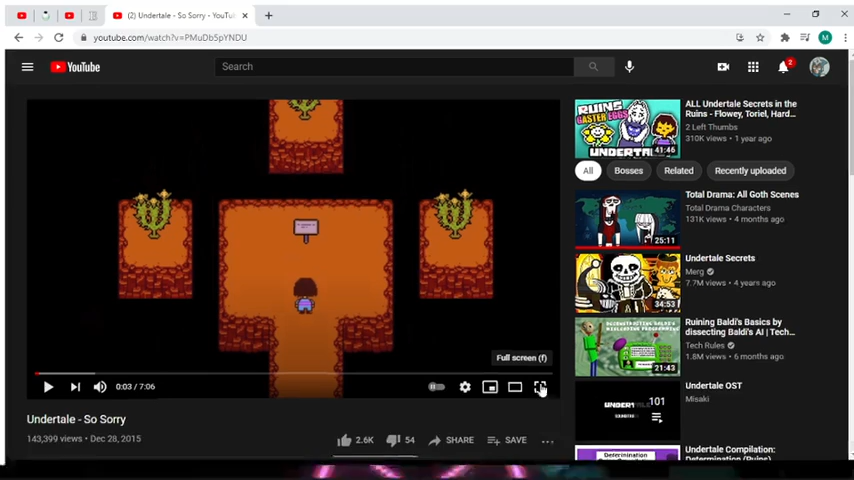 (2) Undertale - So Sorry - YouTu
youtube.com/watch?v=PMuDb5pYNDU
M
YouTube
Search
2
Full screen (f)
0:03 / 7:06
Undertale - So Sorry
143,399 views • Dec 28, 2015
2.6K
54
SHARE
SAVE
RUINS
GASTER EGGS
UNDERTAL
41:46
ALL Undertale Secrets in the
Ruins - Flowey, Toriel, Hard...
2 Left Thumbs
310K views • 1 year ago
All
Bosses
Related
Recently uploaded
25:11
Total Drama: All Goth Scenes
Total Drama Characters
131K views • 4 months ago
34:53
Undertale Secrets
Merg
7.7M views • 4 years ago
21:43
Ruining Baldi's Basics by
dissecting Baldi's AI | Tech...
Tech Rules
1.8M views • 6 months ago
101
Undertale OST
Misaki
Determination
Undertale Compilation:
Determination (Ruins)